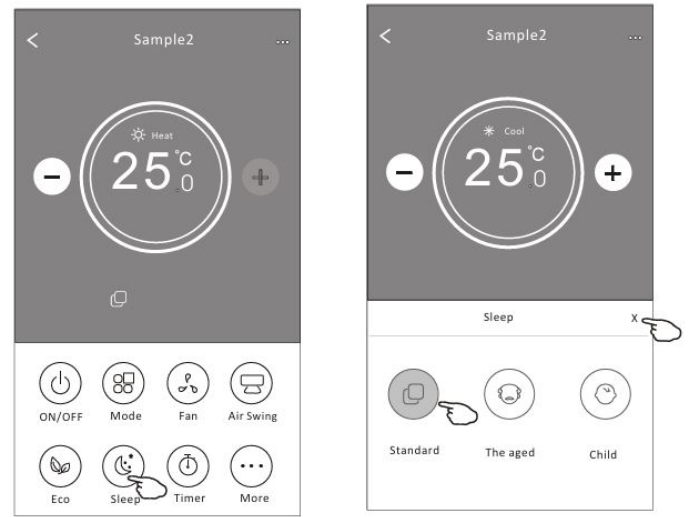 Sample2
...
Heat
25℃.0
ON/OFF Mode Fan Air Swing
Eco Sleep Timer More
Sample2
...
Cool
25℃.0
Sleep X
Standard The aged Child